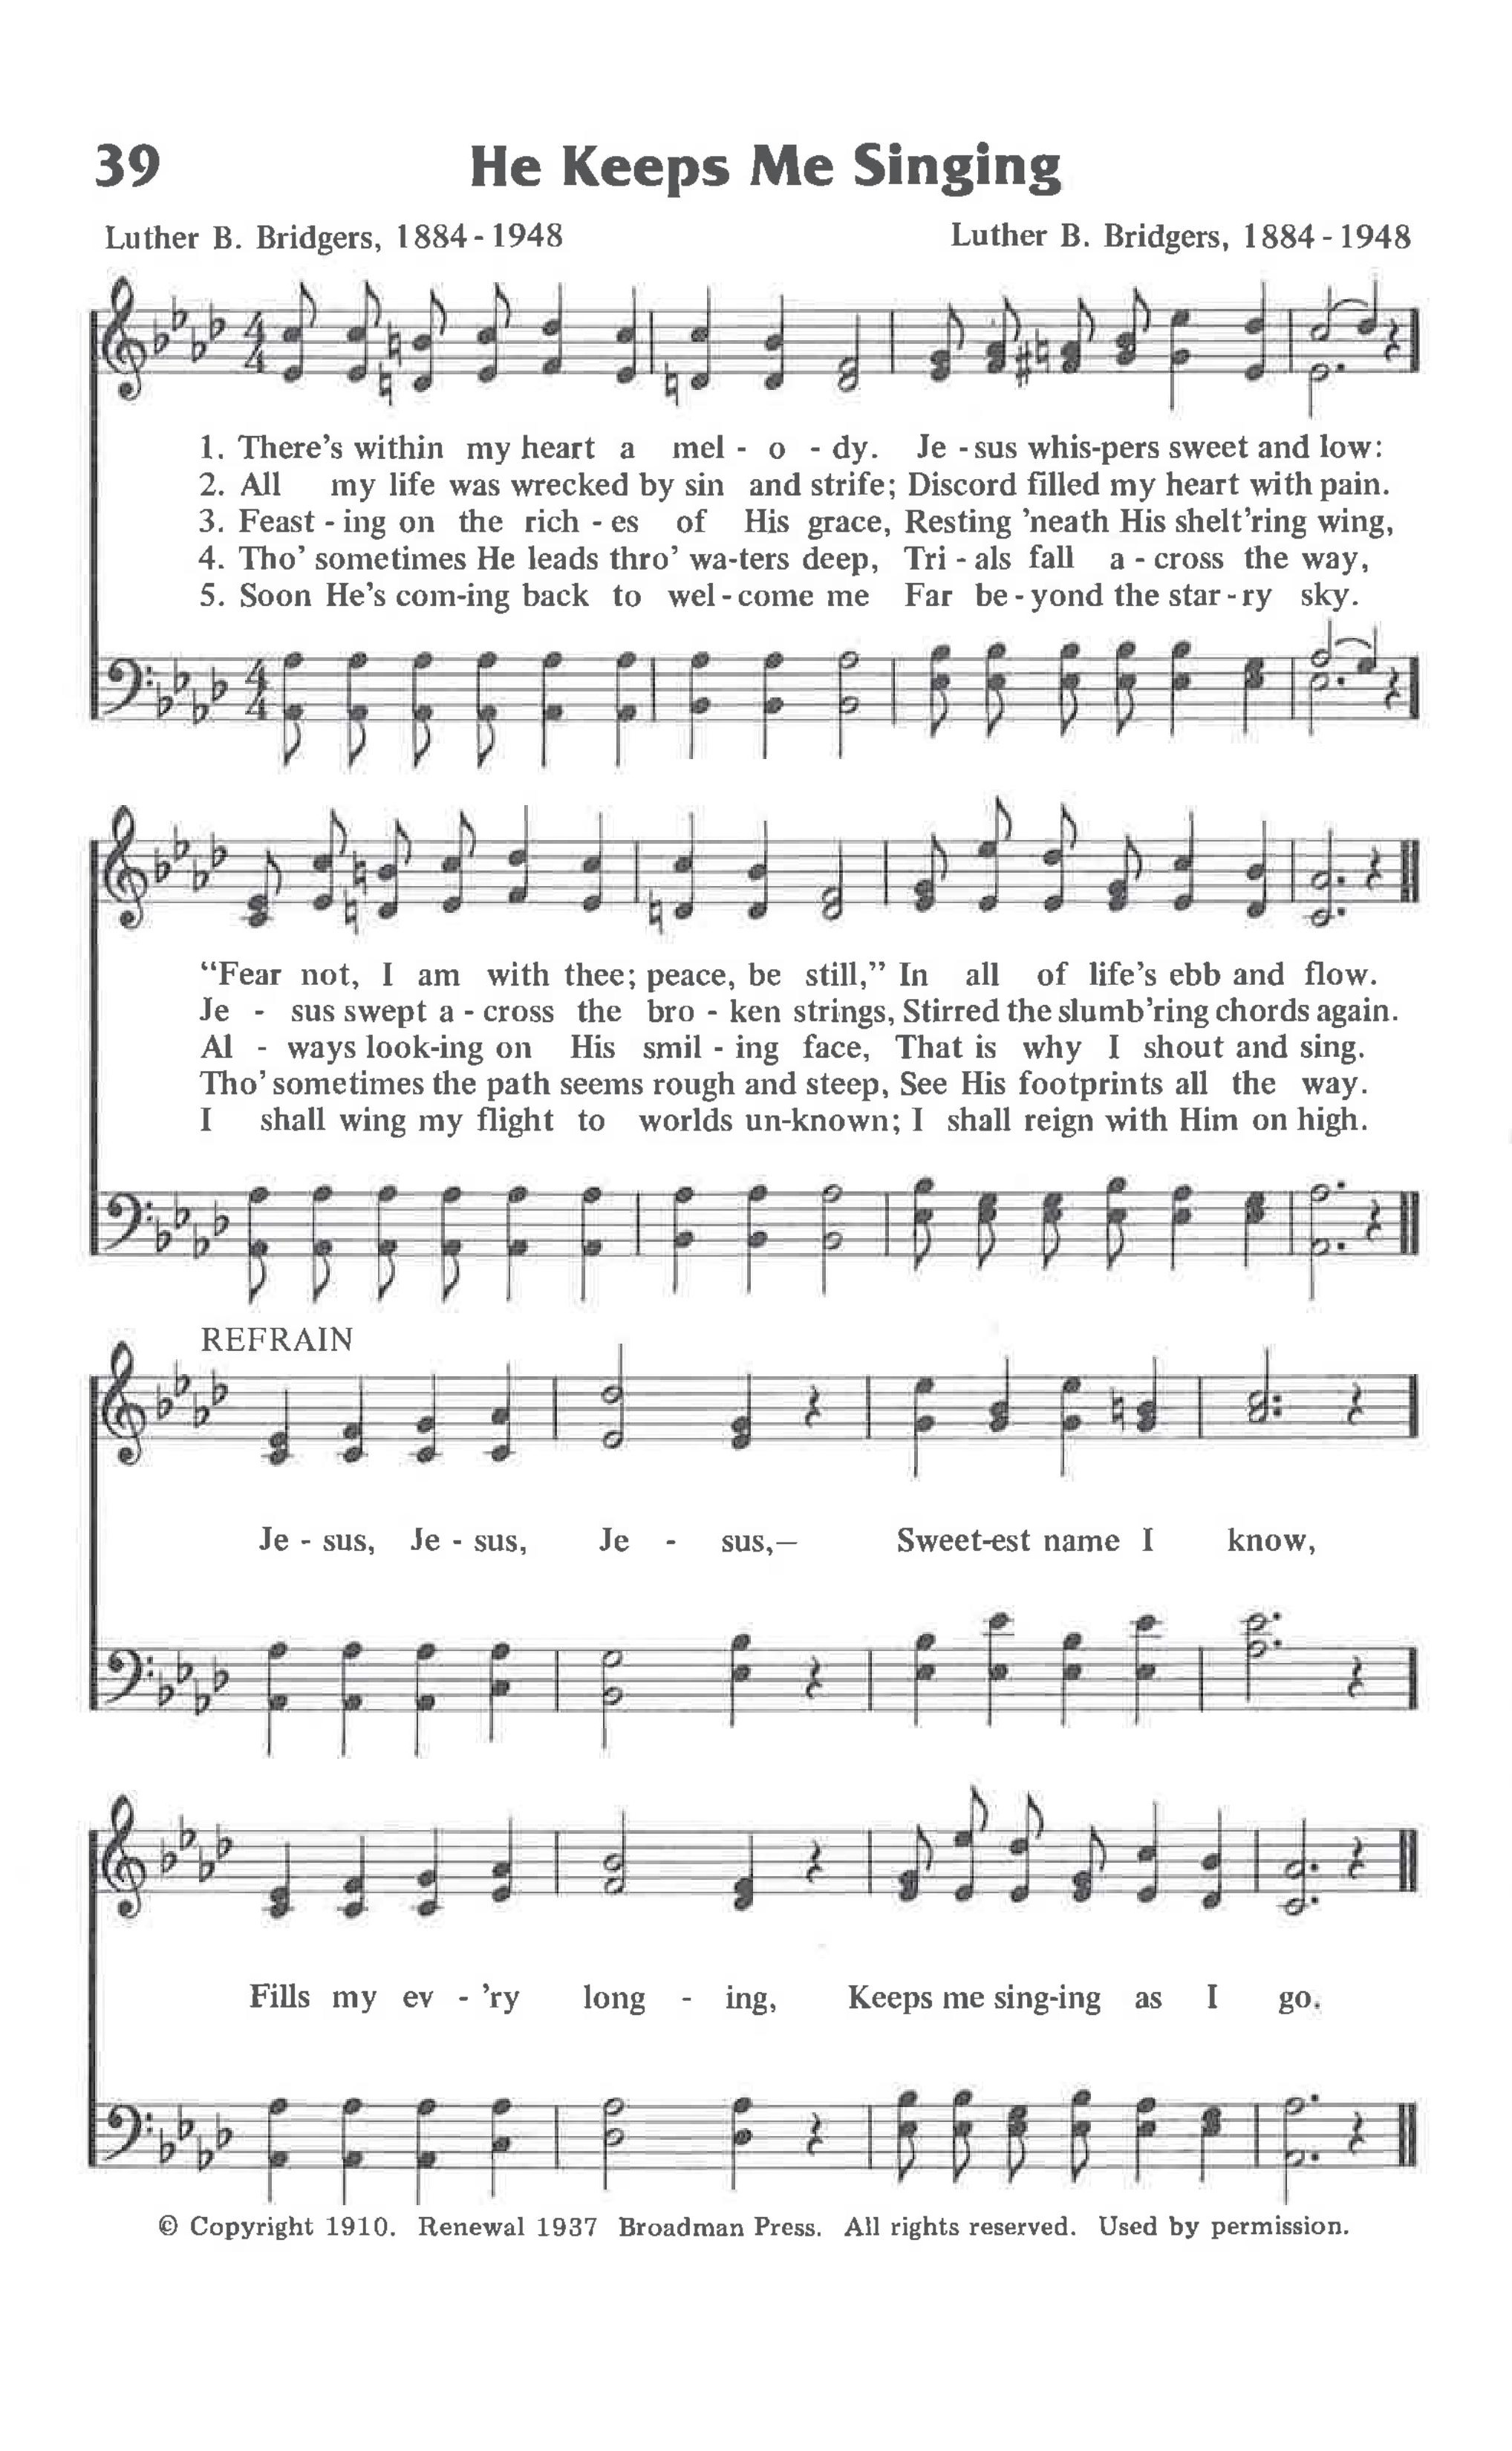 39 He Keeps Me Singing
Luther B. Bridgers, 1884-1948 Luther B. Bridgers, 1884-1948
1. There's within my heart a mel - o - dy. Je - sus whis-pers sweet and low:
2. All my life was wrecked by sin and strife; Discord filled my heart with pain.
3. Feast - ing on the rich - es of His grace, Resting 'neath His shelt'ring wing,
4. Tho' sometimes He leads thro' wa-ters deep, Tri - als fall a - cross the way,
5. Soon He's com-ing back to wel - come me Far be - yond the star - ry sky.
"Fear not, I am with thee; peace, be still," In all of life's ebb and flow.
Je - sus swept a - cross the bro - ken strings, Stirred the slumb'ring chords again.
Al - ways look-ing on His smil - ing face, That is why I shout and sing.
Tho' sometimes the path seems rough and steep, See His footprints all the way.
I shall wing my flight to worlds un-known; I shall reign with Him on high.
REFRAIN
Je - sus, Je - sus, Je - sus,— Sweet-est name I know,
Fills my ev - 'ry long - ing, Keeps me sing-ing as I go.
© Copyright 1910. Renewal 1937 Broadman Press. All rights reserved. Used by permission.